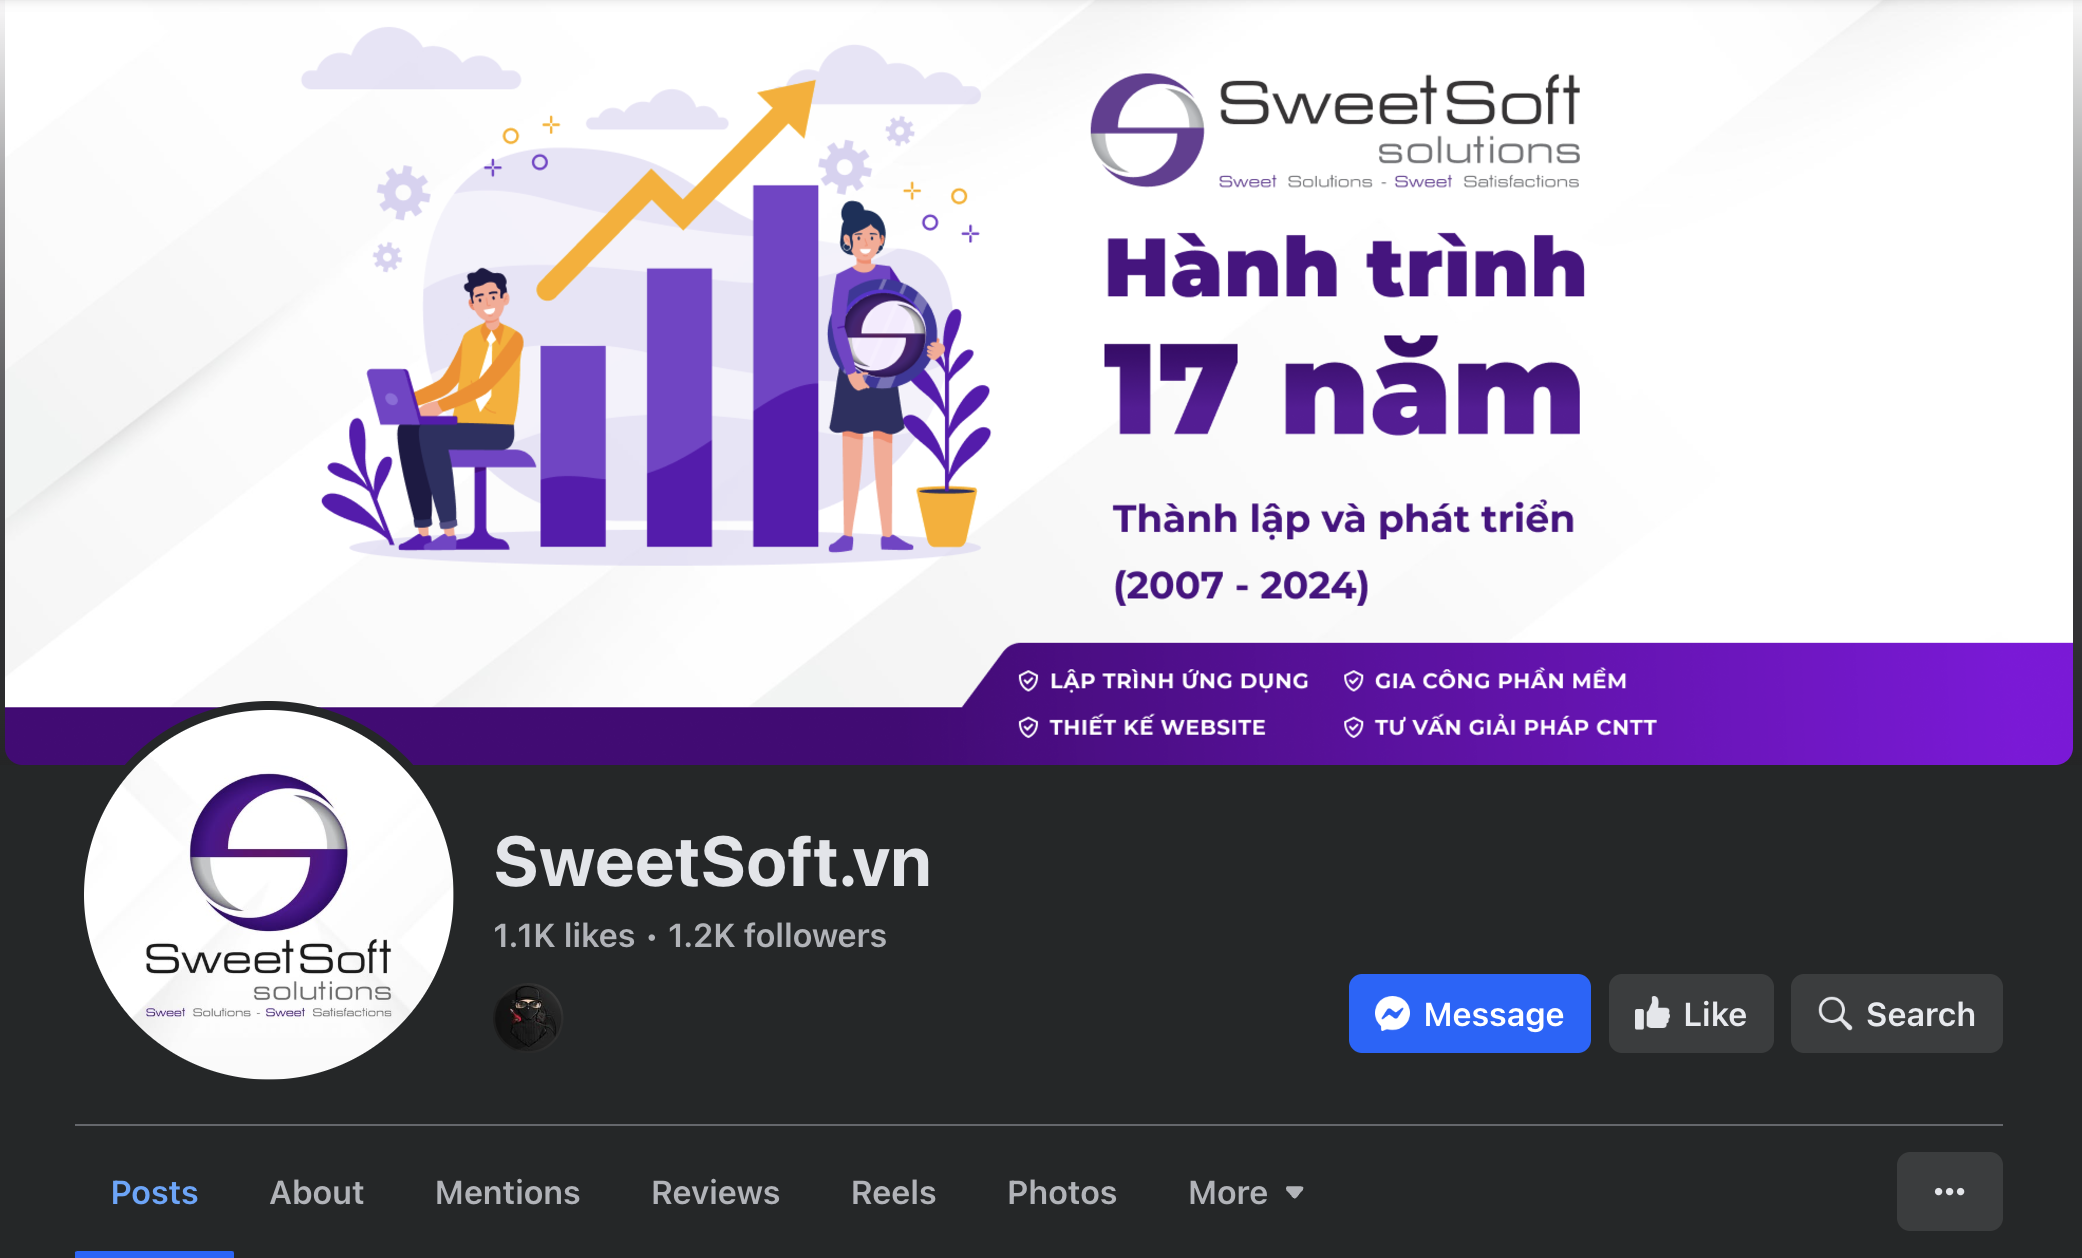 SweetSoft
solutions
Sweet Solutions - Sweet Satisfactions
Hành trình
17 năm
Thành lập và phát triển
(2007 - 2024)
LẬP TRÌNH ỨNG DỤNG
GIA CÔNG PHẦN MỀM
THIẾT KẾ WEBSITE
TƯ VẤN GIẢI PHÁP CNTT
SweetSoft
solutions
Sweet Solutions - Sweet Satisfactions
SweetSoft.vn
1.1K likes • 1.2K followers
Message
Like
Search
Posts
About
Mentions
Reviews
Reels
Photos
More